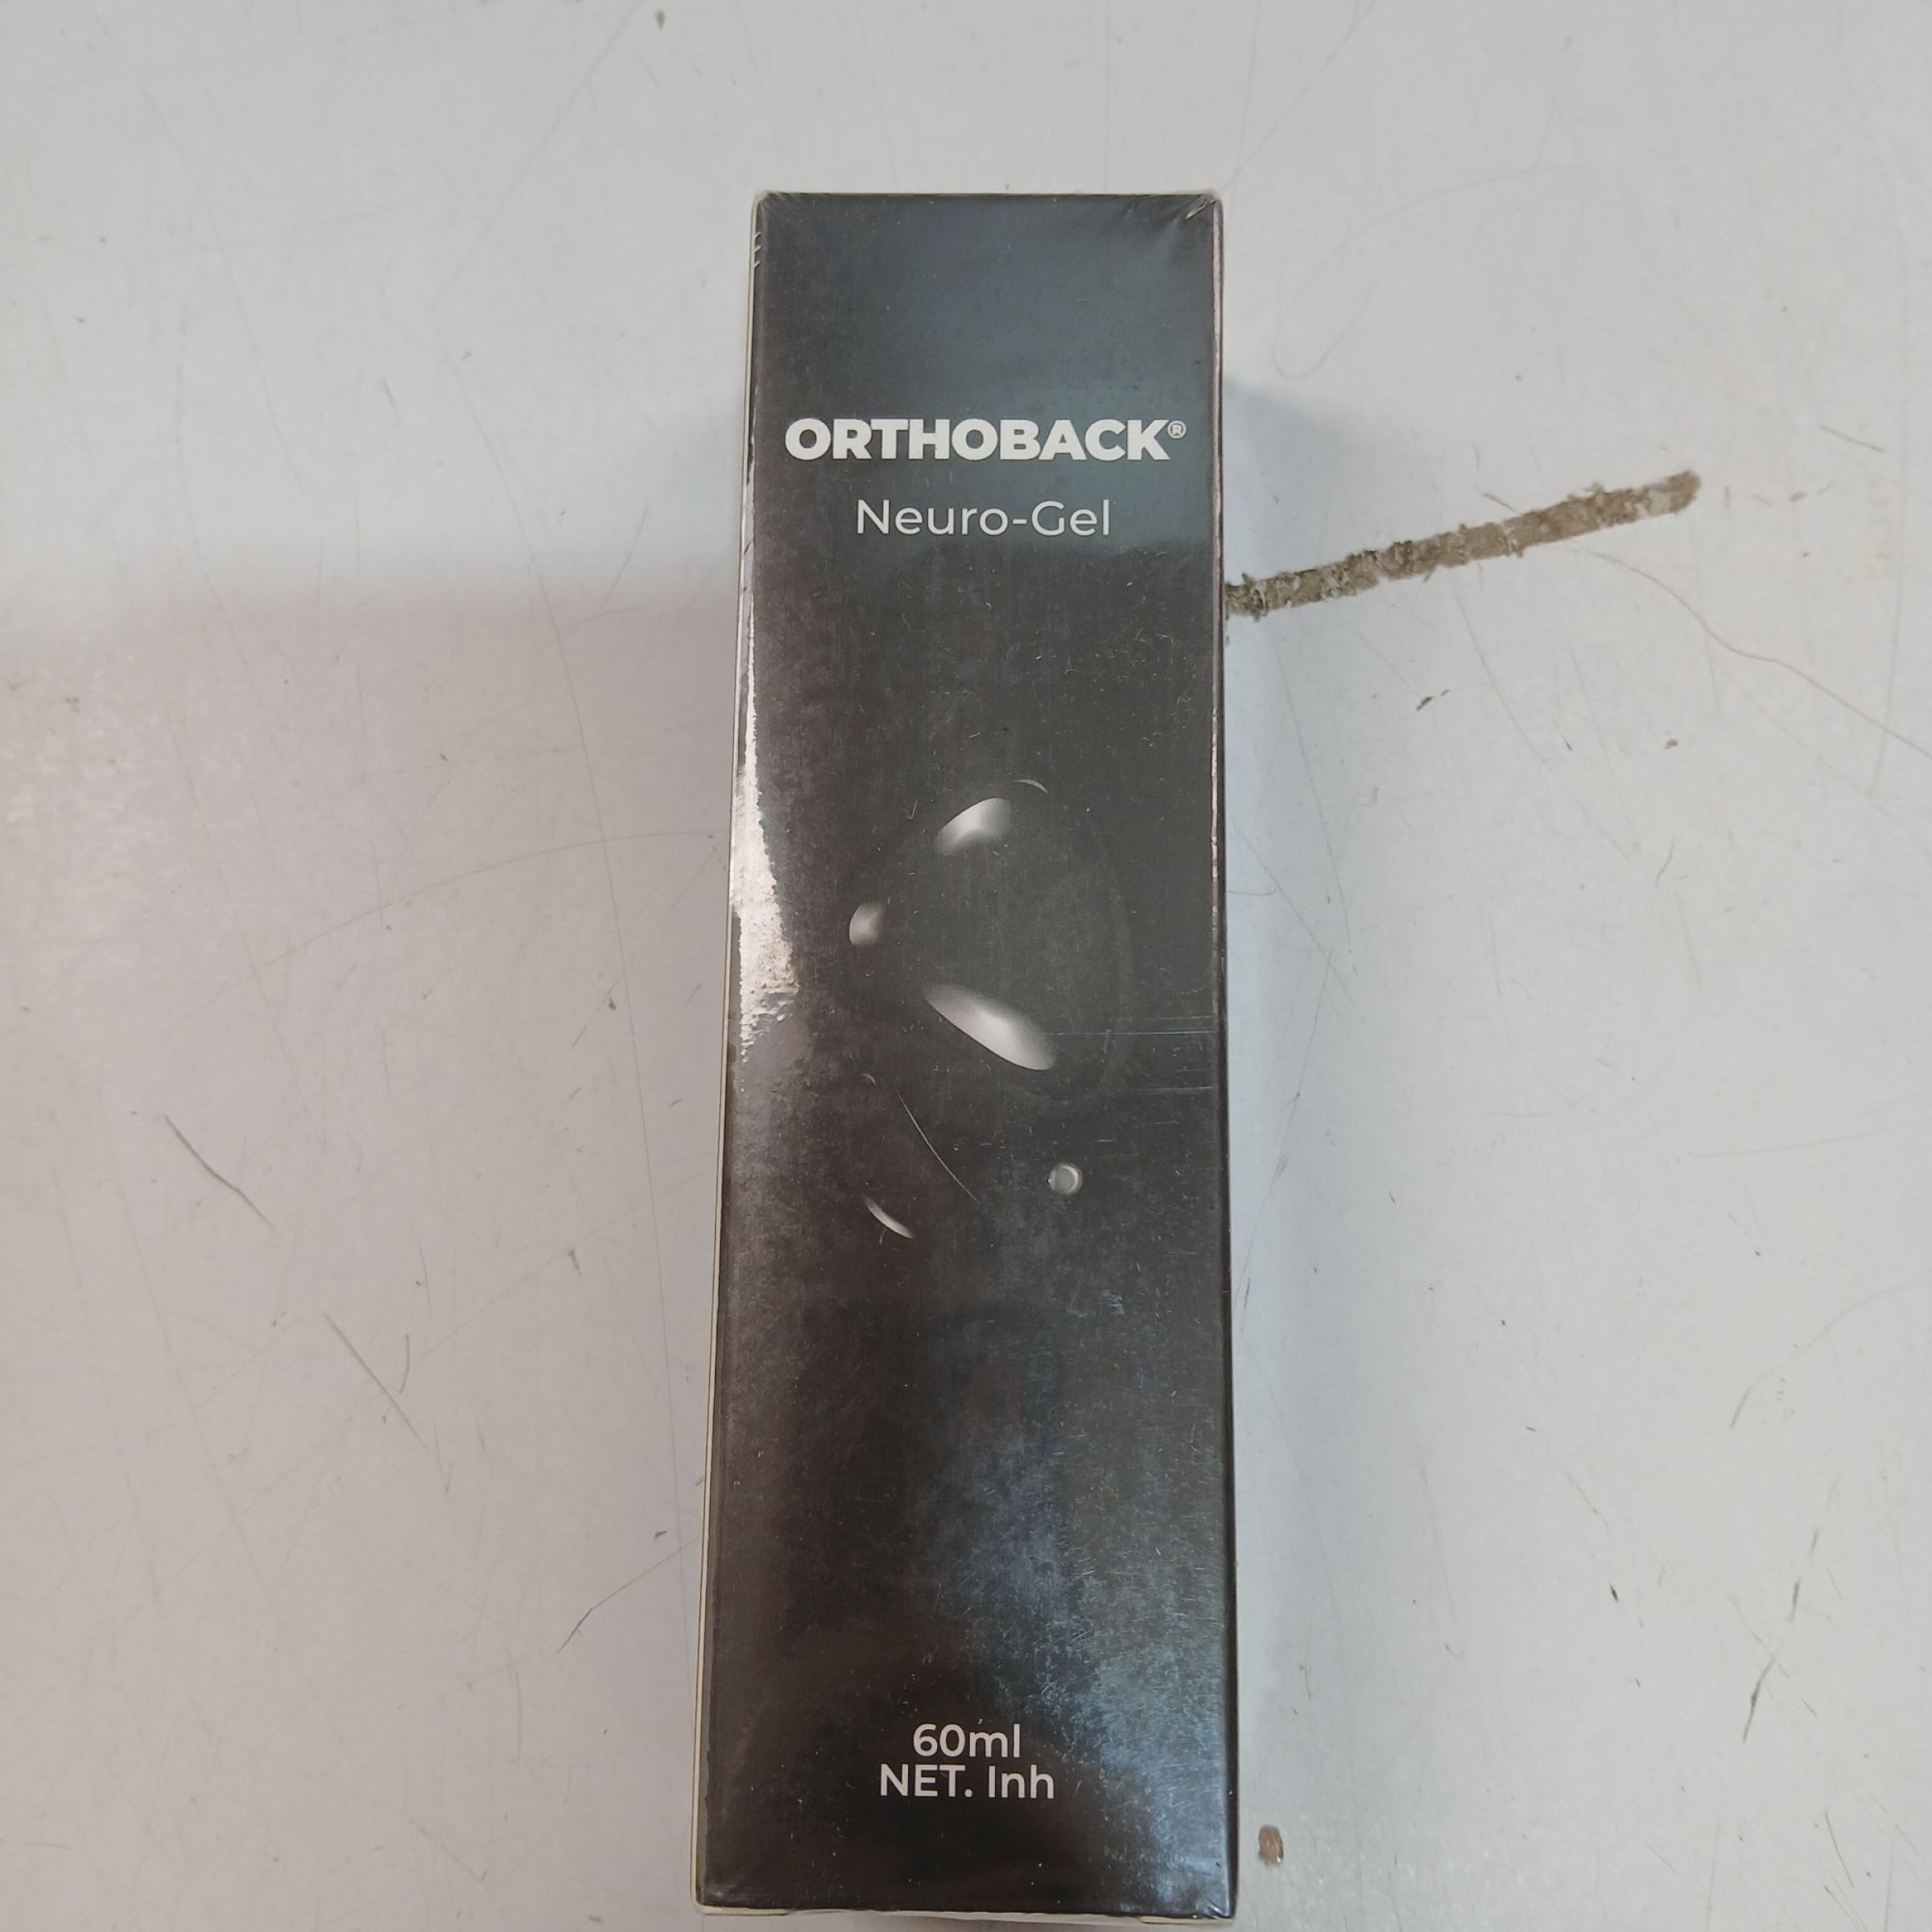 ORTHOBACK®
Neuro-Gel
60ml
NET. Inh